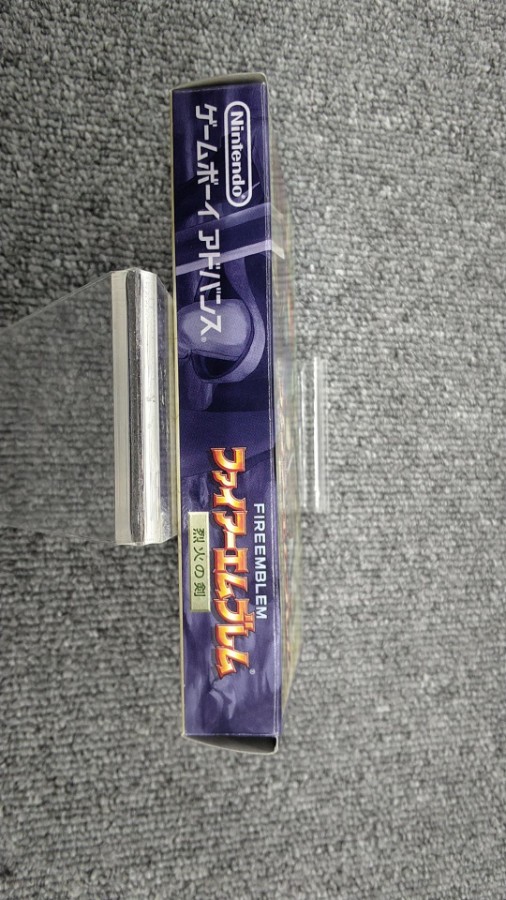 Nintendo®
ゲームボーイ アドバンス®
FIREEMBLEM
ファイアーエムブレム®
烈火の剣